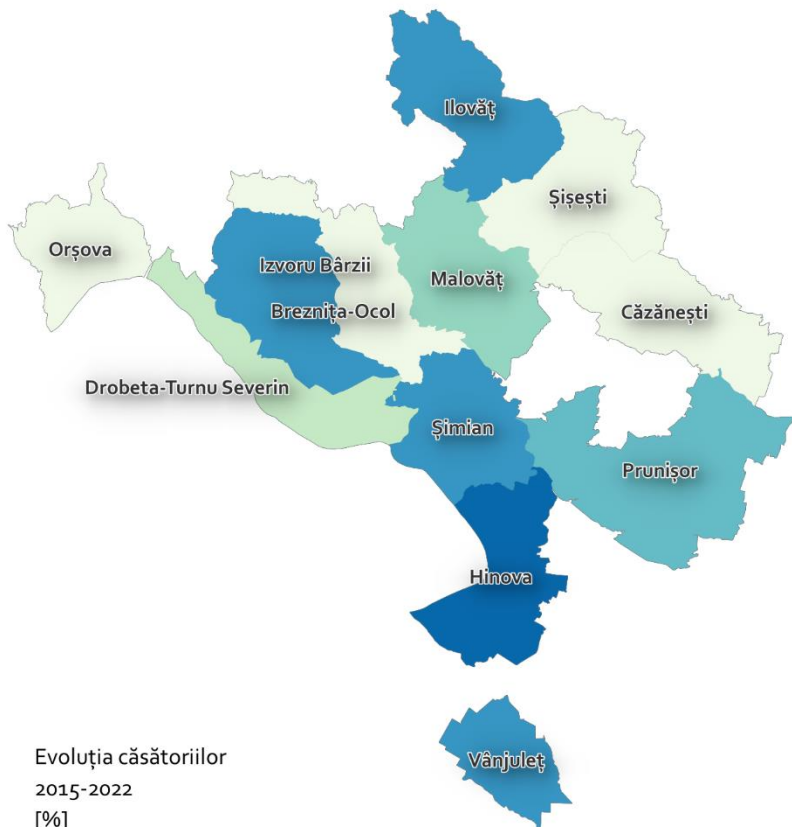 Ilovăț
Șișești
Orșova
Izvoru Bârzii
Malovăț
Breznița-Ocol
Căzănești
Drobeta-Turnu Severin
Șimian
Prunișor
Hinova
Vânjuleț
Evoluția căsătoriilor
2015-2022
[%]